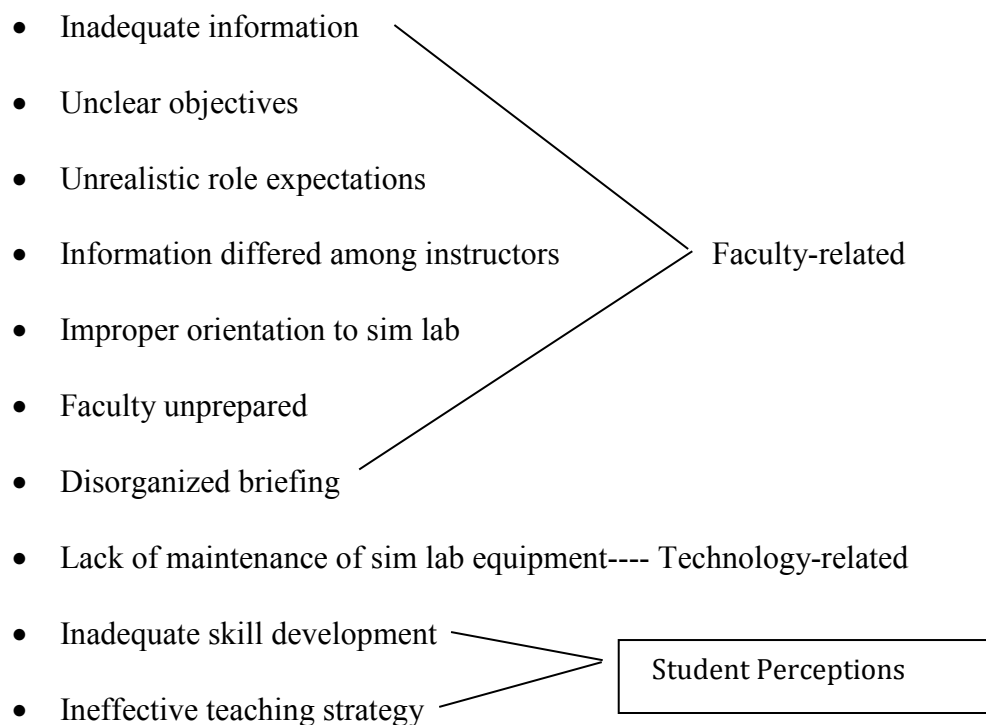 • Inadequate information
• Unclear objectives
• Unrealistic role expectations
• Information differed among instructors Faculty-related
• Improper orientation to sim lab
• Faculty unprepared
• Disorganized briefing
• Lack of maintenance of sim lab equipment---- Technology-related
• Inadequate skill development
Student Perceptions
• Ineffective teaching strategy